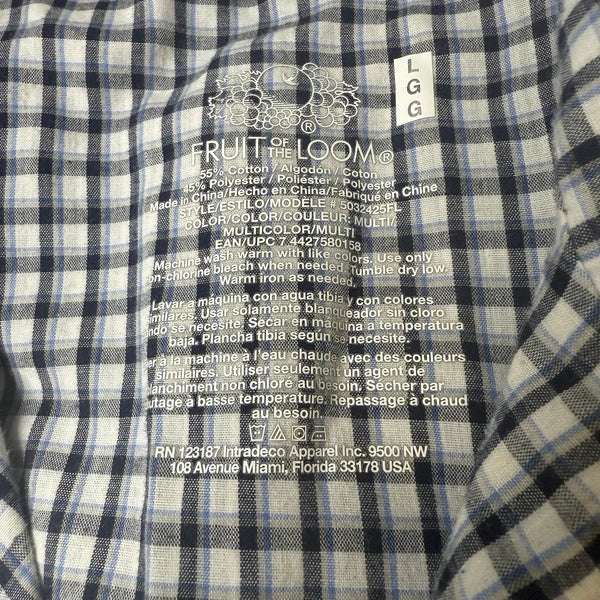 L
G
G
FRUIT OF THE LOOM®
55% Cotton / Algodón / Coton
45% Polyester / Poliéster / Polyester
Made in China/Hecho en China/Fabriqué en Chine
STYLE/ESTILO/MODÈLE # 5032425FL
COLOR/COLOR/COULEUR: MULTI/
MULTICOLOR/MULTI
EAN/UPC 7 4427580158
Machine wash warm with like colors. Use only
non-chlorine bleach when needed. Tumble dry low.
Warm iron as needed.
Lavar a máquina con agua tibia y con colores
similares. Usar solamente blanqueador sin cloro
ndo se necesite. Secar en máquina a temperatura
baja. Plancha tibia según se necesite.
er à la machine à l'eau chaude avec des couleurs
similaires. Utiliser seulement un agent de
blanchiment non chloré au besoin. Sécher par
utage à basse temperature. Repassage à chaud
au besoin.
RN 123187 Intradeco Apparel Inc. 9500 NW
108 Avenue Miami, Florida 33178 USA